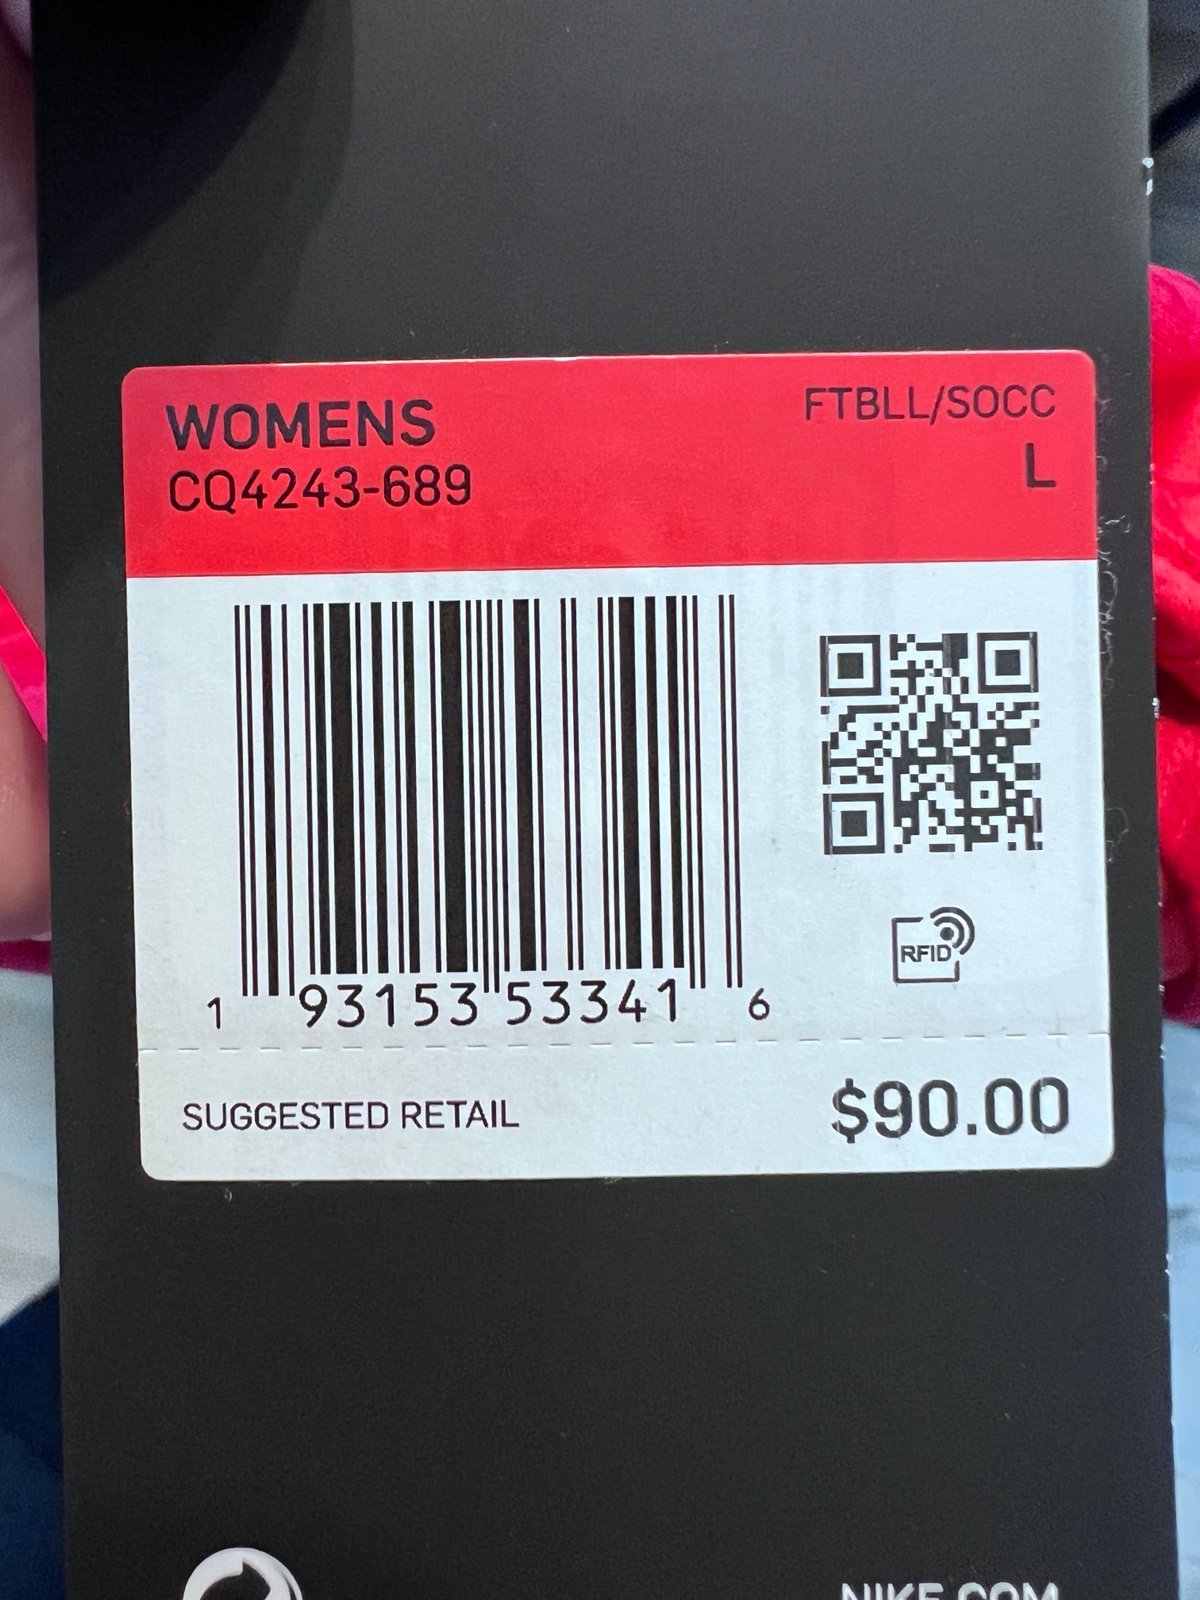 WOMENS
FTBLL/SOCC
CQ4243-689
L
RFID
1 93153 53341 6
SUGGESTED RETAIL
$90.00
NIKE.COM